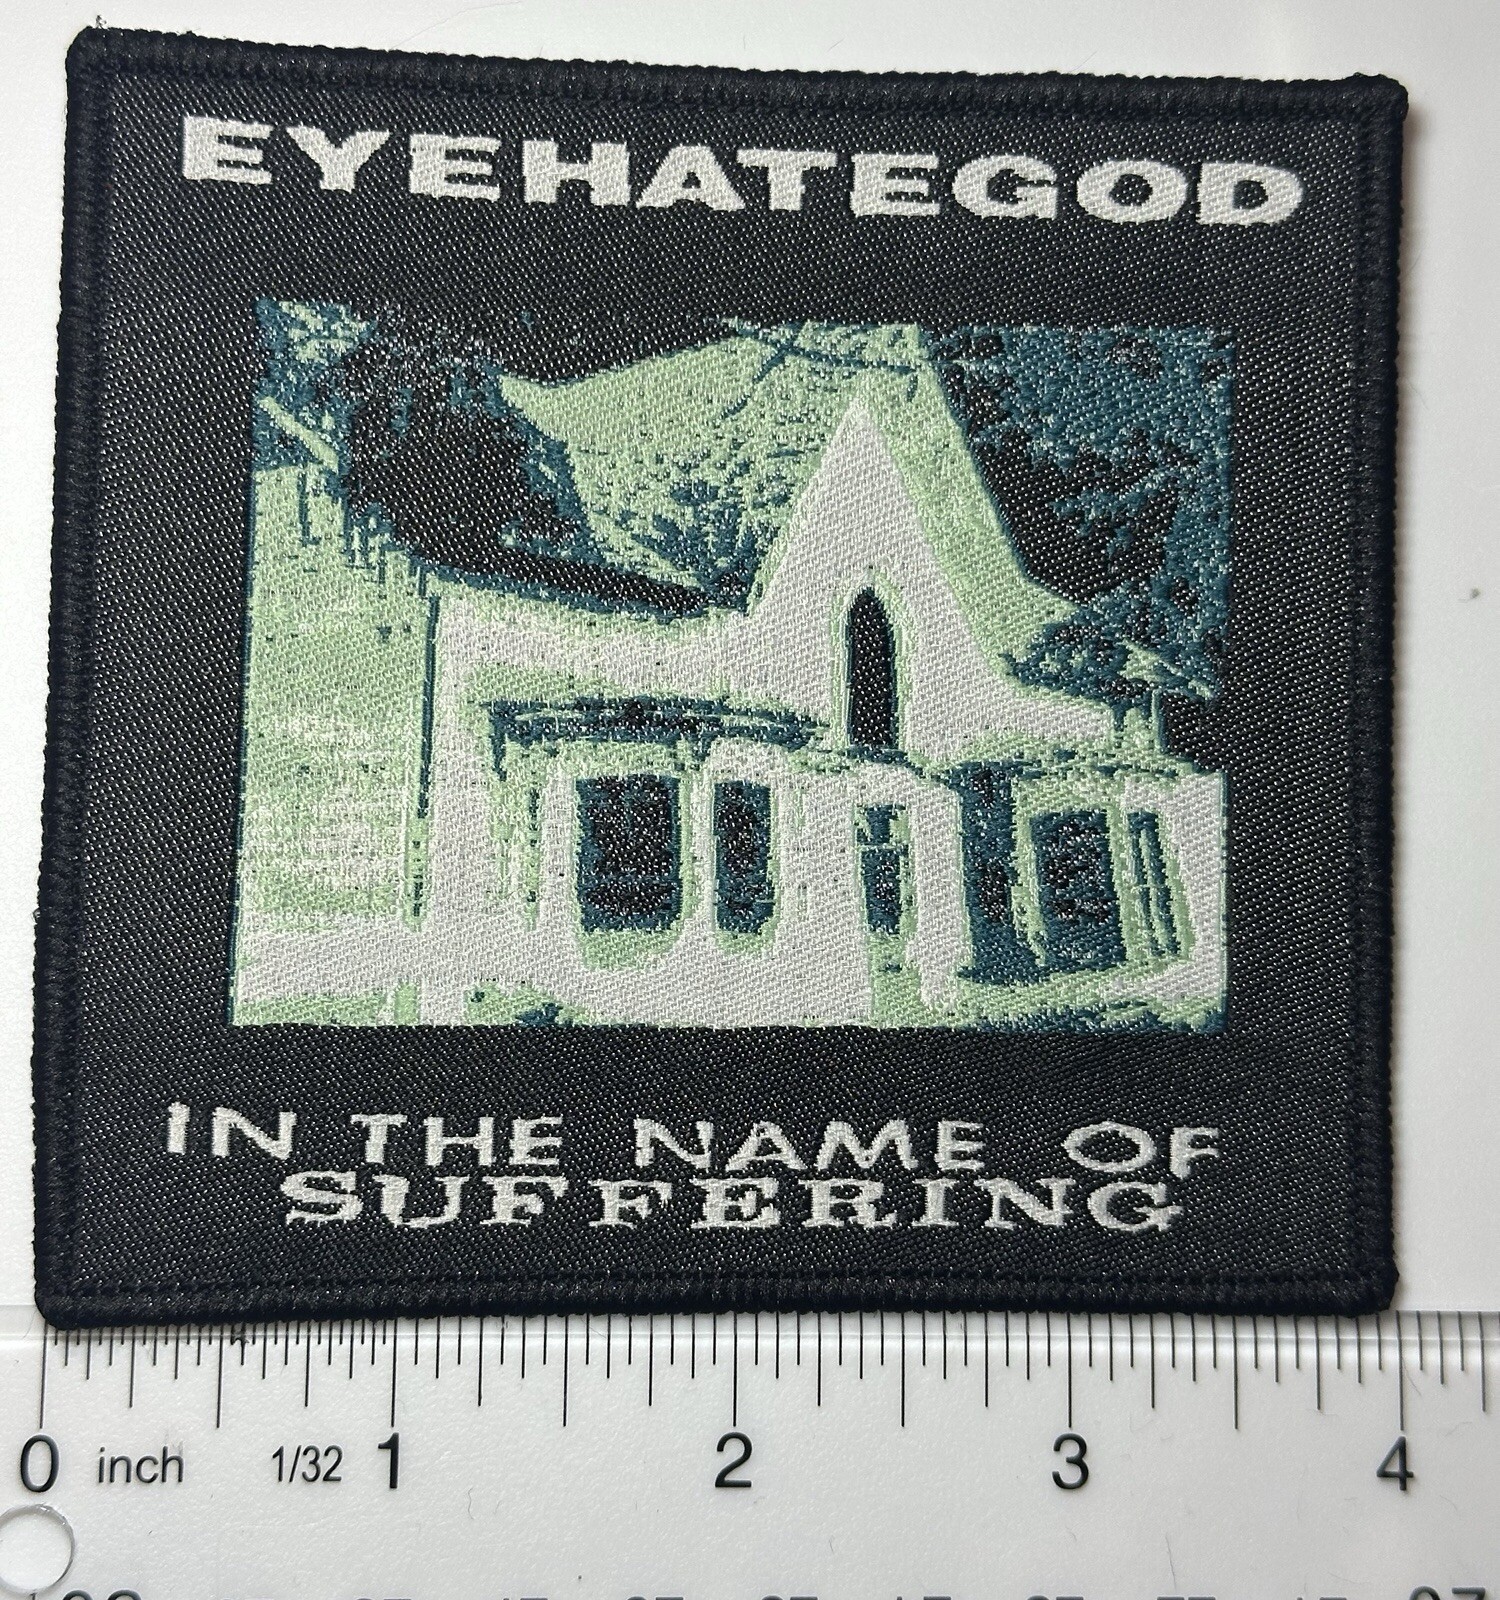 EYEHATEGOD
IN THE NAME OF
SUFFERING
0 inch 1/32 1 2 3 4